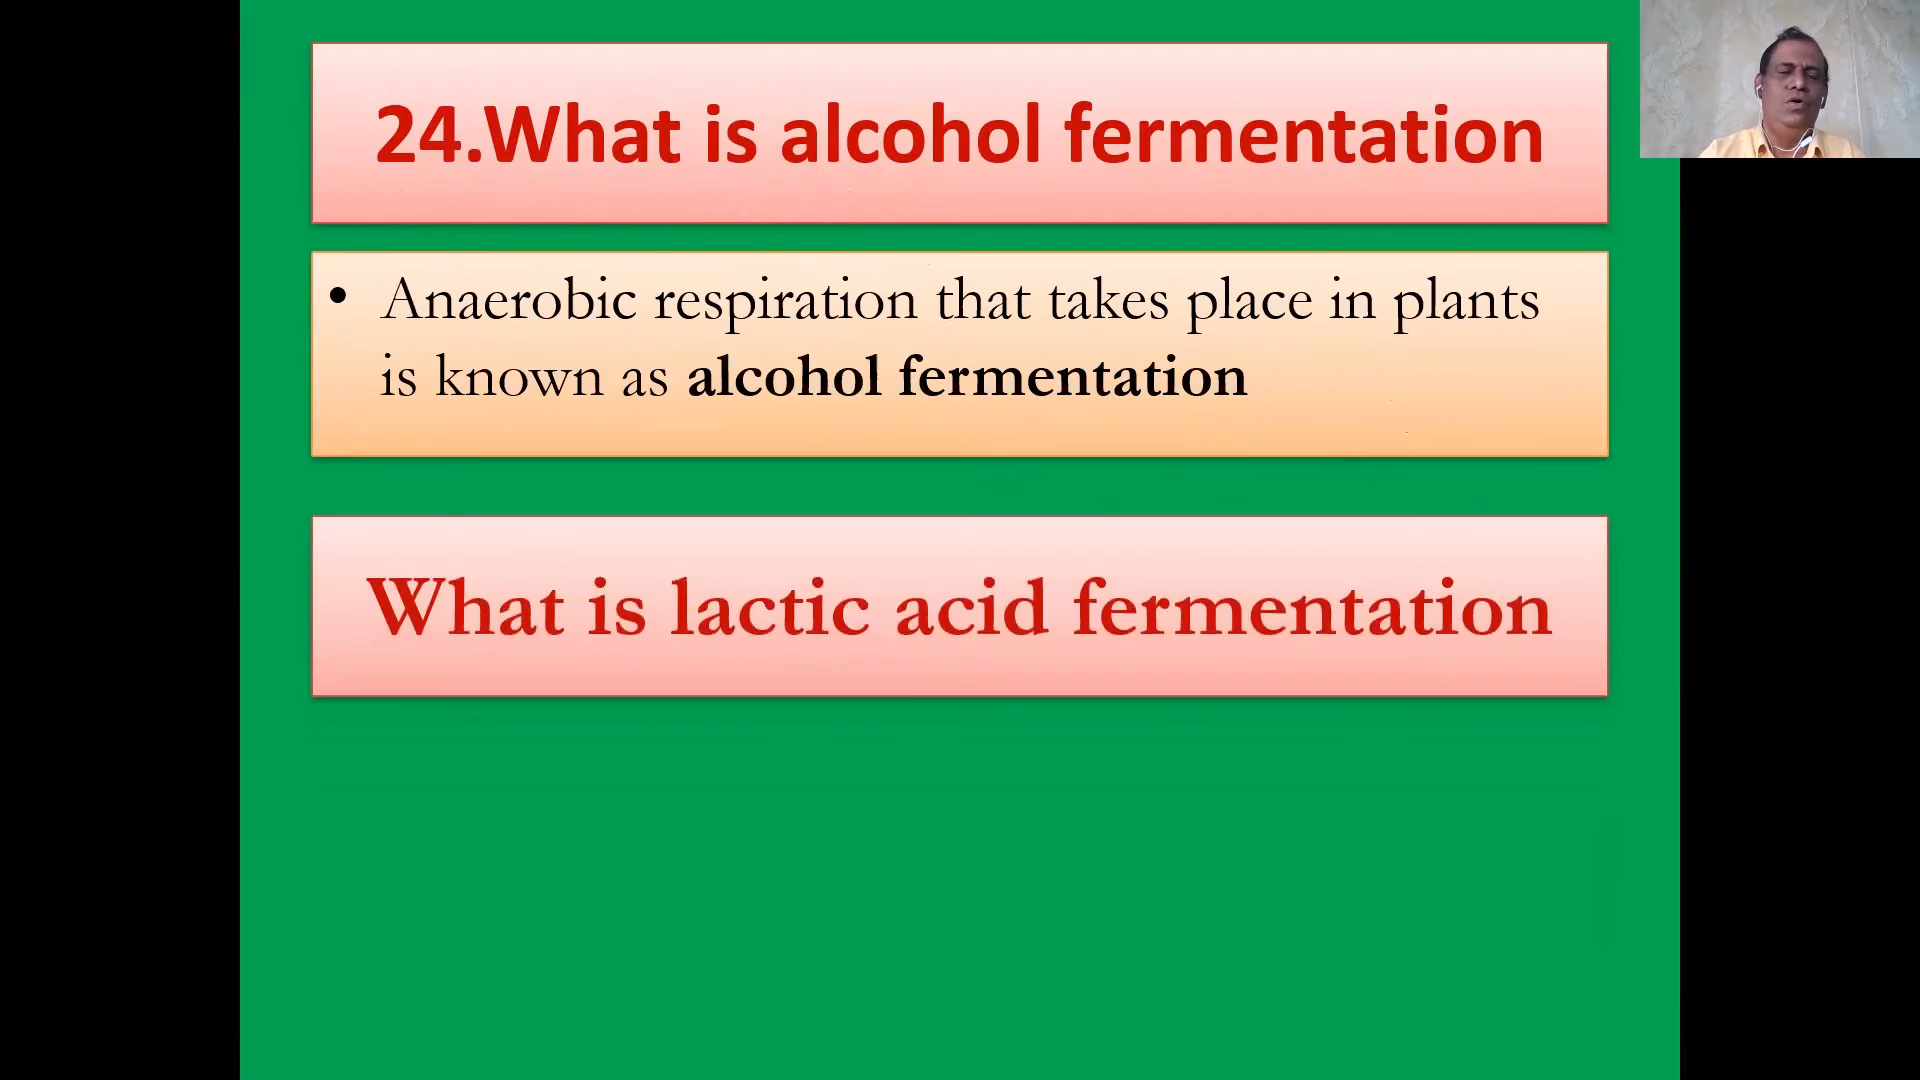 24.What is alcohol fermentation
• Anaerobic respiration that takes place in plants
is known as alcohol fermentation
What is lactic acid fermentation